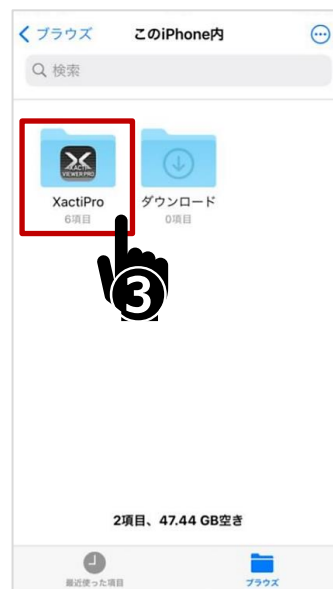 ブラウズ
このiPhone内
検索
XACTI
VIEWER PRO
XactiPro
6項目
ダウンロード
0項目
3
2項目、47.44 GB空き
最近使った項目
ブラウズ